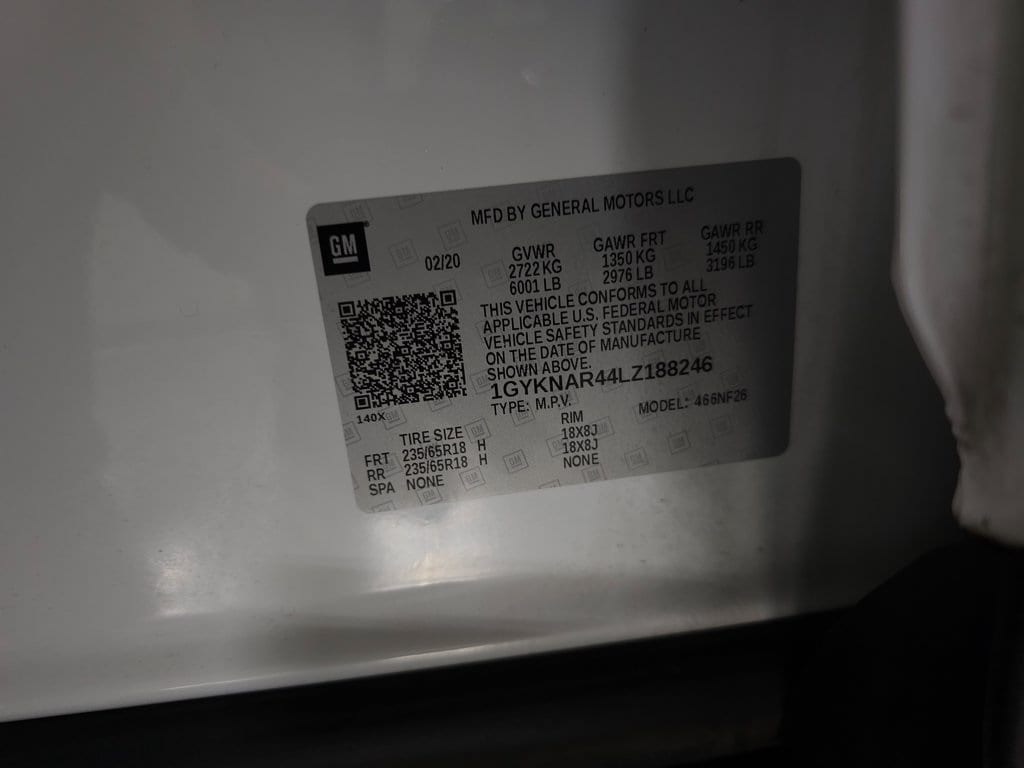 MFD BY GENERAL MOTORS LLC
GM
02/20
GVWR GAWR FRT GAWR RR
2722 KG 1350 KG 1450 KG
6001 LB 2976 LB 3196 LB
THIS VEHICLE CONFORMS TO ALL
APPLICABLE U.S. FEDERAL MOTOR
VEHICLE SAFETY STANDARDS IN EFFECT
ON THE DATE OF MANUFACTURE
SHOWN ABOVE.
1GYKNAR44LZ188246
140X
TYPE: M.P.V. MODEL: 466NF26
TIRE SIZE RIM
FRT 235/65R18 H 18X8J
RR 235/65R18 H 18X8J
SPA NONE NONE